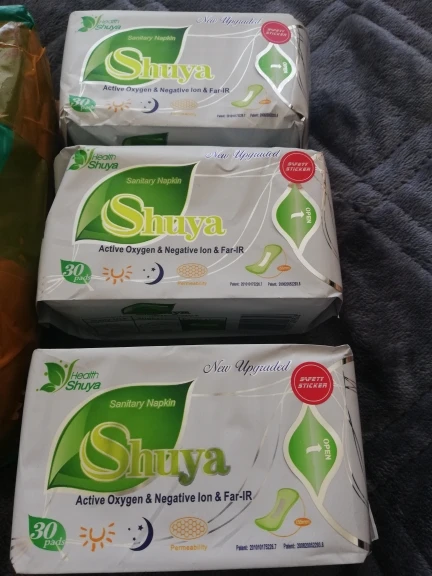 Health
Shuya
New Upgraded
SAFETY
STICKER
Sanitary Napkin
Shuya
OPEN
Active Oxygen & Negative Ion & Far-IR
30
Health
Shuya
New Upgraded
SAFETY
STICKER
Sanitary Napkin
Shuya
OPEN
Active Oxygen & Negative Ion & Far-IR
30
pads
Permeability
Health
Shuya
New Upgraded
SAFETY
STICKER
Sanitary Napkin
Shuya
OPEN
Active Oxygen & Negative Ion & Far-IR
30
pads
Permeability